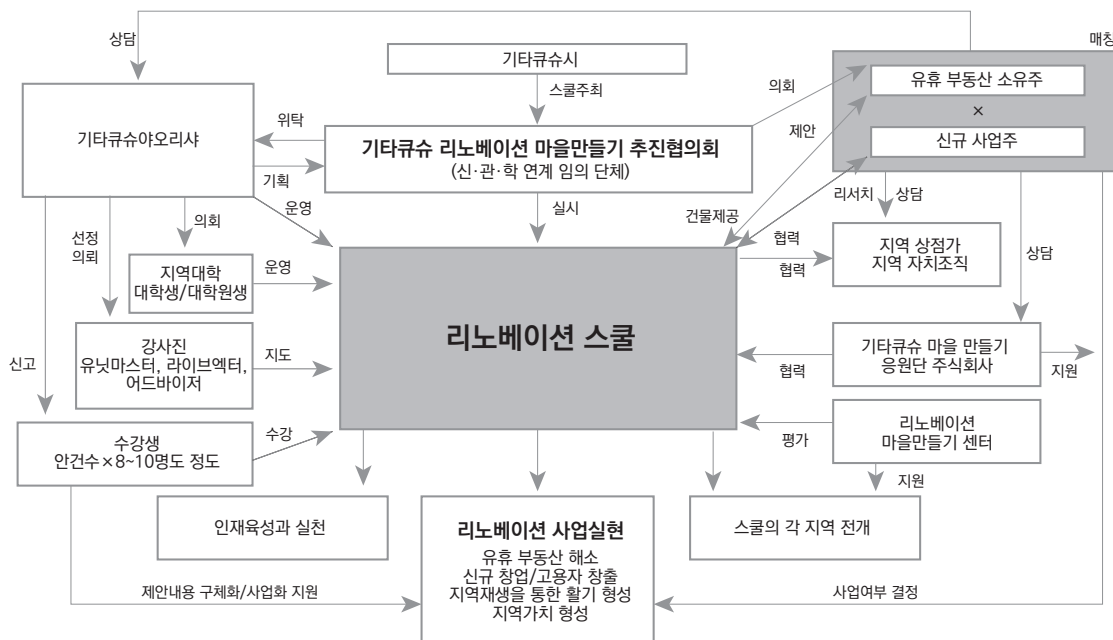 상담
매칭
기타큐슈시
유휴 부동산 소유주
×
신규 사업주
스쿨주최
의회
제안
기타큐슈야오리샤
위탁
기획
기타큐슈 리노베이션 마을만들기 추진협의회
(신·관·학 연계 임의 단체)
운영
실시
건물제공
리서치
상담
선정
의뢰
의회
협력
협력
지역 상점가
지역 자치조직
상담
지역대학
대학생/대학원생
운영
리노베이션 스쿨
신고
강사진
유닛마스터, 라이브엑터,
어드바이저
지도
협력
기타큐슈 마을 만들기
응원단 주식회사
지원
수강생
안건수×8~10명도 정도
수강
평가
리노베이션
마을만들기 센터
지원
인재육성과 실천
리노베이션 사업실현
유휴 부동산 해소
신규 창업/고용자 창출
지역재생을 통한 활기 형성
지역가치 형성
스쿨의 각 지역 전개
제안내용 구체화/사업화 지원
사업여부 결정